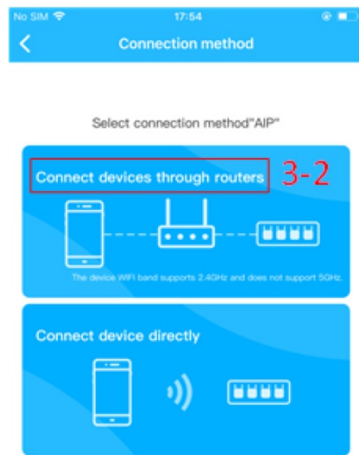 No SIM 17:54
Connection method
Select connection method"AIP"
Connect devices through routers 3-2
The device WIFI band supports 2.4GHz and does not support 5GHz.
Connect device directly